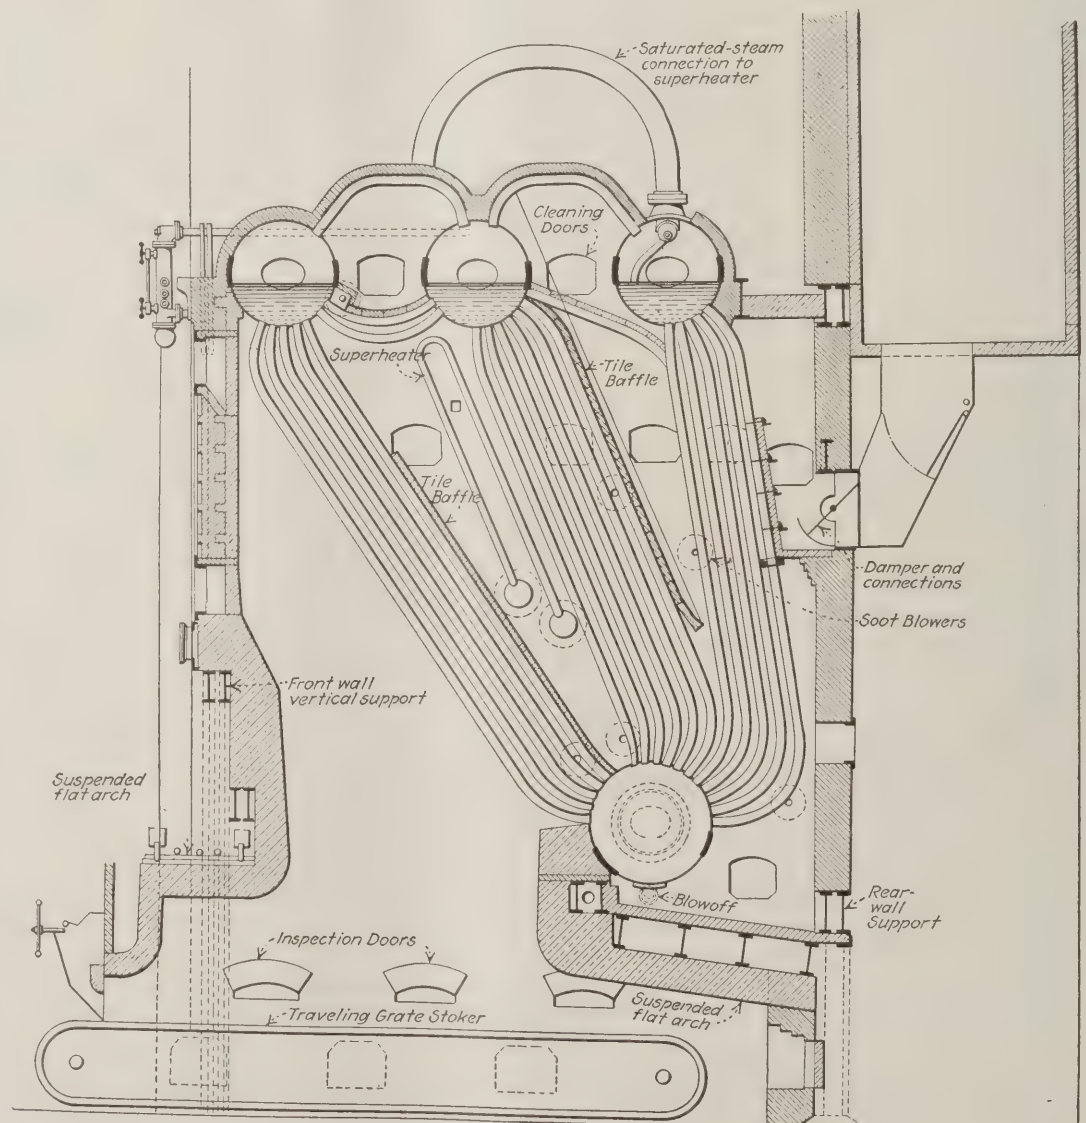 Saturated-steam
connection to
superheater
Cleaning
Doors
Superheater
Tile
Baffle
Tile
Baffle
Damper and
connections
Soot Blowers
Front wall
vertical support
Suspended
flat arch
Rear-
wall
Support
Blowoff
Inspection Doors
Suspended
flat arch
Traveling Grate Stoker